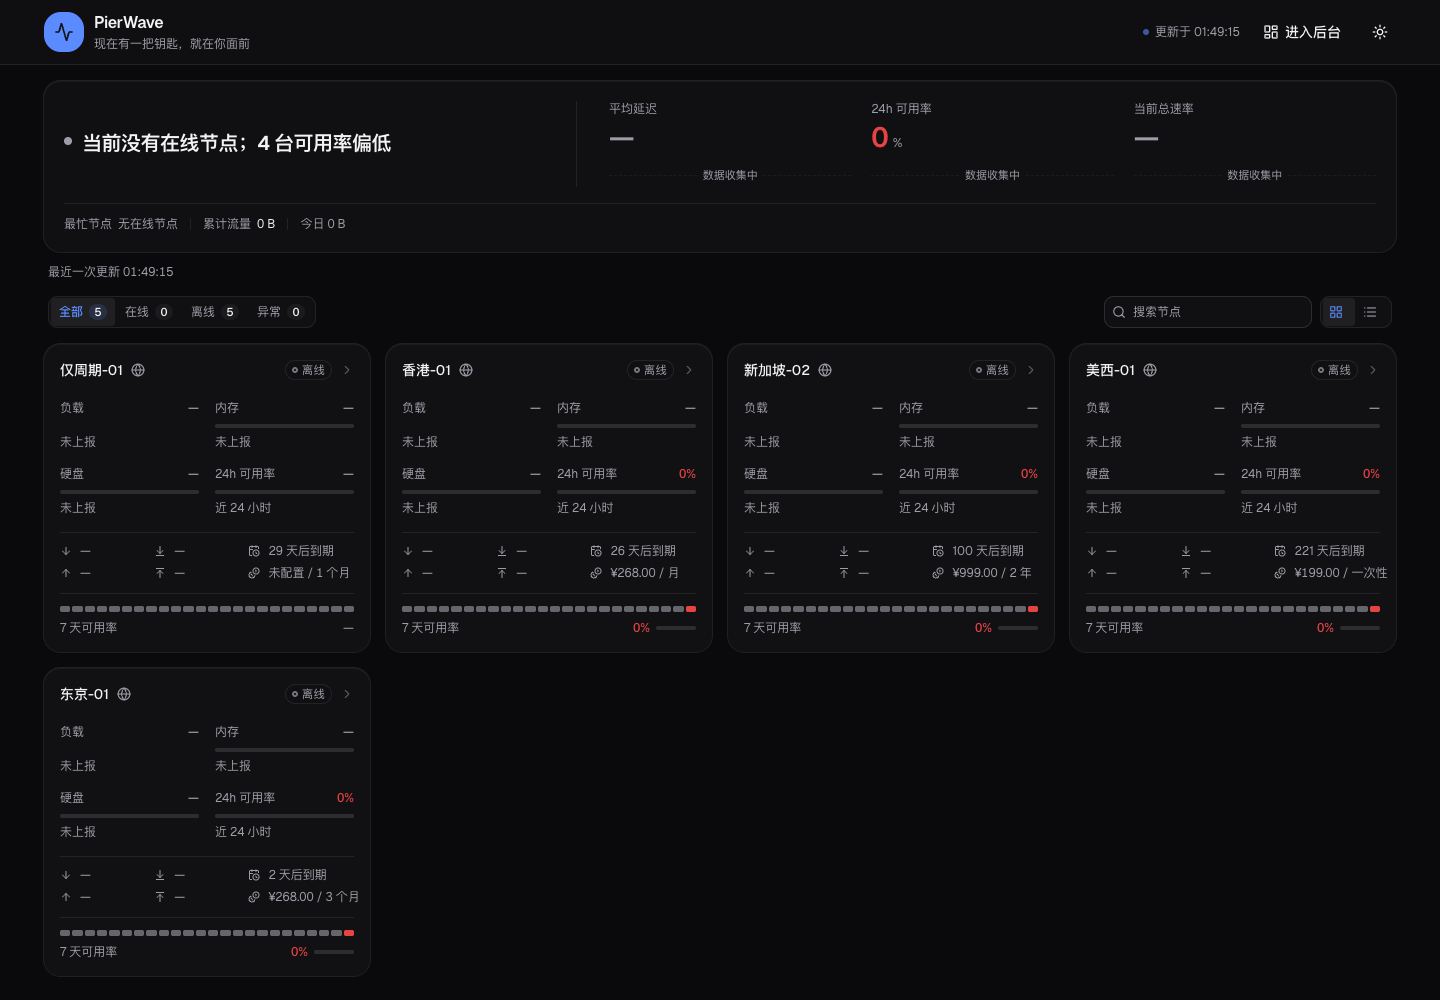 PierWave
现在有一把钥匙，就在你面前
更新于 01:49:15
进入后台
当前没有在线节点；4 台可用率偏低
平均延迟
—
数据收集中
24h 可用率
0 %
数据收集中
当前总速率
—
数据收集中
最忙节点 无在线节点 累计流量 0 B 今日 0 B
最近一次更新 01:49:15
全部 5 在线 0 离线 5 异常 0
搜索节点
仅周期-01 离线
负载 — 内存 —
未上报 未上报
硬盘 — 24h 可用率 —
未上报 近 24 小时
— — 29 天后到期
— — 未配置 / 1 个月
7 天可用率 —
香港-01 离线
负载 — 内存 —
未上报 未上报
硬盘 — 24h 可用率 0%
未上报 近 24 小时
— — 26 天后到期
— — ¥268.00 / 月
7 天可用率 0%
新加坡-02 离线
负载 — 内存 —
未上报 未上报
硬盘 — 24h 可用率 0%
未上报 近 24 小时
— — 100 天后到期
— — ¥999.00 / 2 年
7 天可用率 0%
美西-01 离线
负载 — 内存 —
未上报 未上报
硬盘 — 24h 可用率 0%
未上报 近 24 小时
— — 221 天后到期
— — ¥199.00 / 一次性
7 天可用率 0%
东京-01 离线
负载 — 内存 —
未上报 未上报
硬盘 — 24h 可用率 0%
未上报 近 24 小时
— — 2 天后到期
— — ¥268.00 / 3 个月
7 天可用率 0%